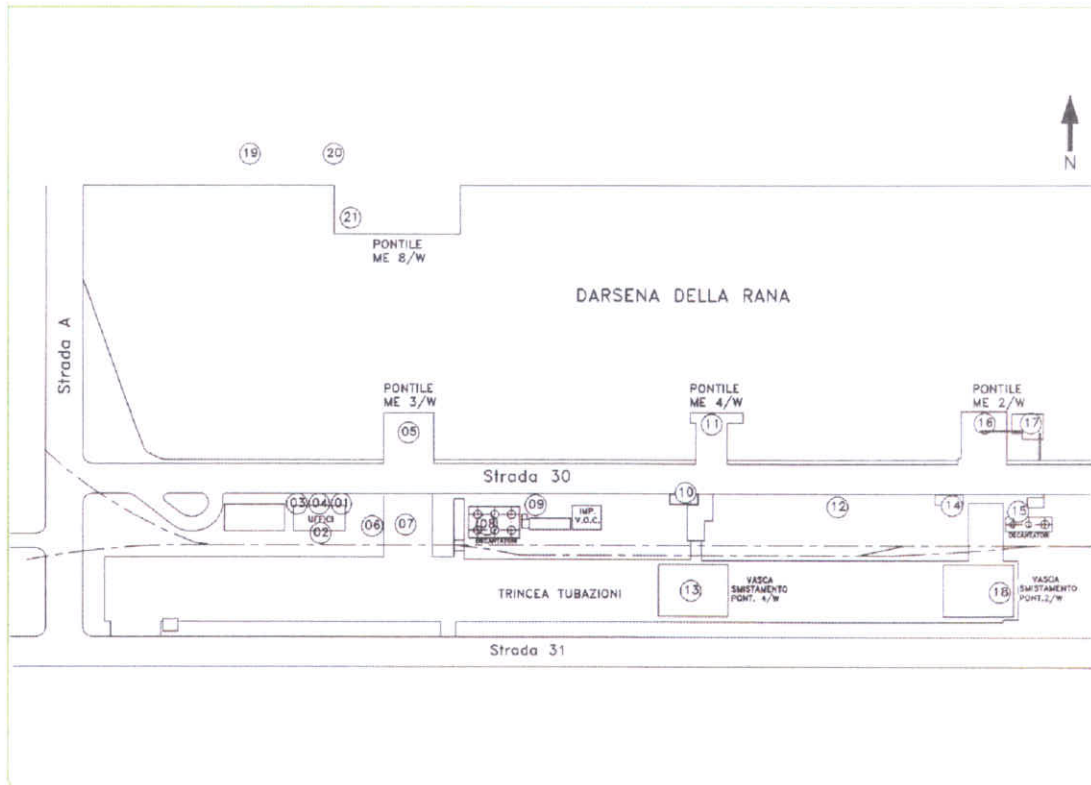 N
19
20
21
PONTILE
ME 8/W
DARSENA DELLA RANA
Strada A
PONTILE
ME 3/W
PONTILE
ME 4/W
PONTILE
ME 2/W
05
11
16
17
Strada 30
03
04
01
UFFICI
02
06
07
08
DECANTATORI
09
IMP.
V.O.C.
10
12
14
15
DECANTATORI
TRINCEA TUBAZIONI
13
VASCA
SMISTAMENTO
PONT. 4/W
18
VASCA
SMISTAMENTO
PONT.2/W
Strada 31